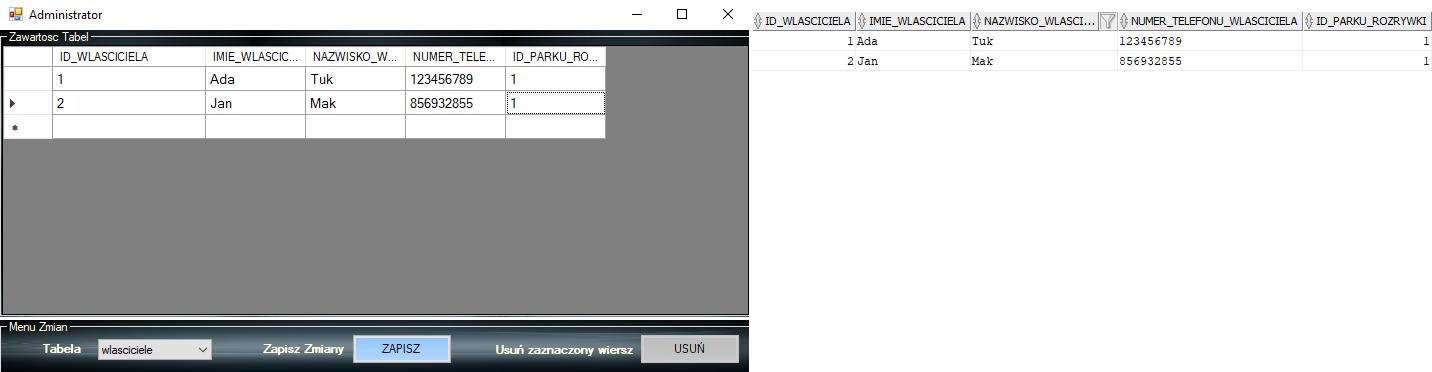 Administrator
Zawartosc Tabel
ID_WLASCICIELA IMIE_WLASCIC... NAZWISKO_W... NUMER_TELE... ID_PARKU_RO...
1 Ada Tuk 123456789 1
2 Jan Mak 856932855 1
Menu Zmian
Tabela wlasciciele Zapisz Zmiany ZAPISZ Usuń zaznaczony wiersz USUŃ
ID_WLASCICIELA IMIE_WLASCICIELA NAZWISKO_WLASCI... NUMER_TELEFONU_WLASCICIELA ID_PARKU_ROZRYWKI
1 Ada Tuk 123456789 1
2 Jan Mak 856932855 1